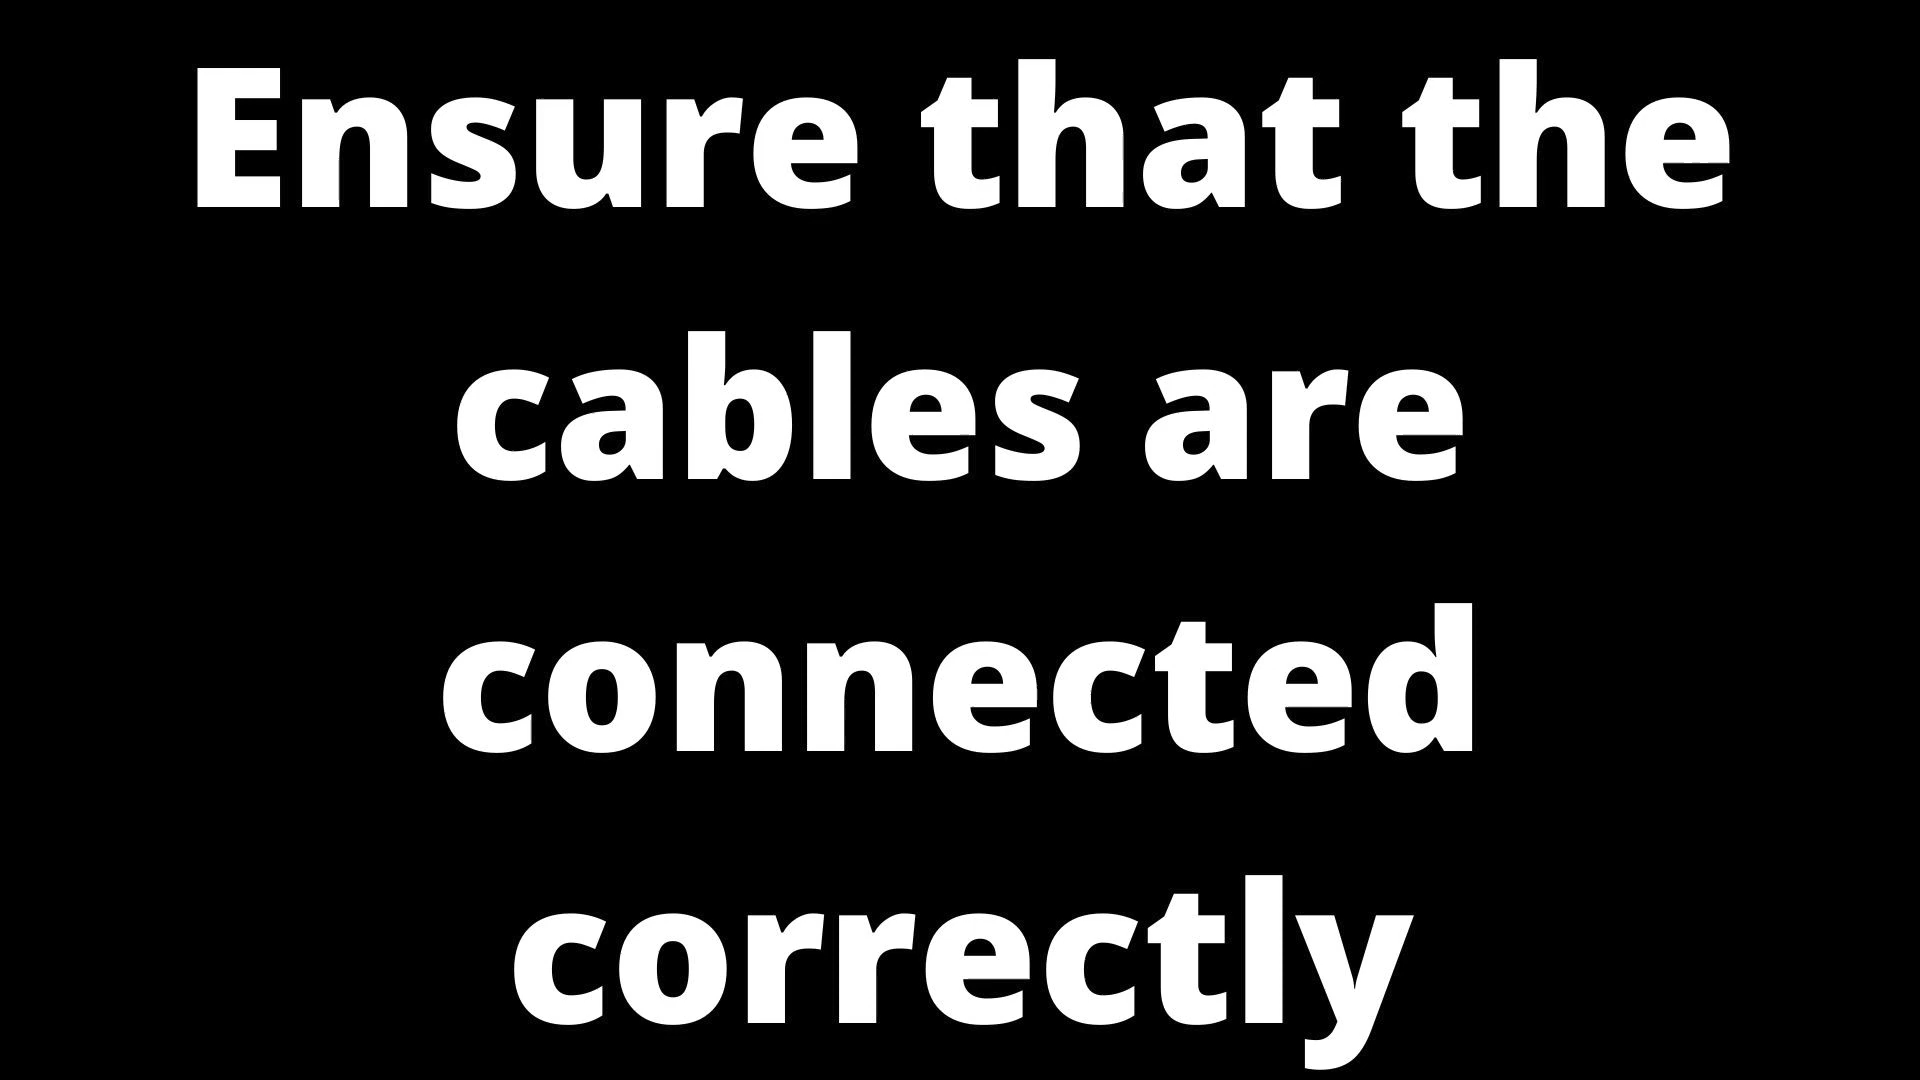 Ensure that the
cables are
connected
correctly